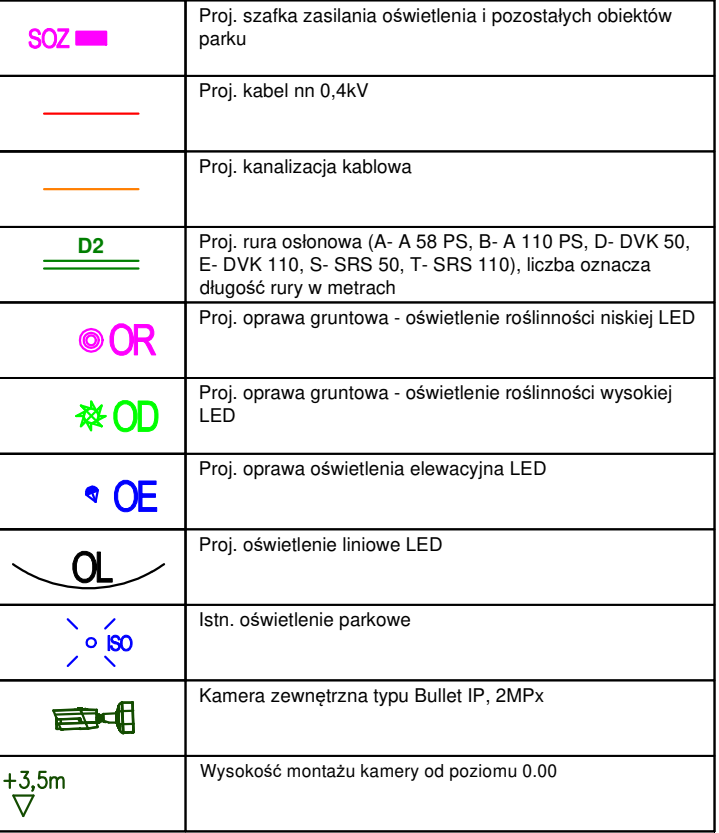 SOZ
Proj. szafka zasilania oświetlenia i pozostałych obiektów
parku
Proj. kabel nn 0,4kV
Proj. kanalizacja kablowa
D2
Proj. rura osłonowa (A- A 58 PS, B- A 110 PS, D- DVK 50,
E- DVK 110, S- SRS 50, T- SRS 110), liczba oznacza
długość rury w metrach
OR
Proj. oprawa gruntowa - oświetlenie roślinności niskiej LED
OD
Proj. oprawa gruntowa - oświetlenie roślinności wysokiej
LED
OE
Proj. oprawa oświetlenia elewacyjna LED
OL
Proj. oświetlenie liniowe LED
ISO
Istn. oświetlenie parkowe
Kamera zewnętrzna typu Bullet IP, 2MPx
+3,5m
Wysokość montażu kamery od poziomu 0.00